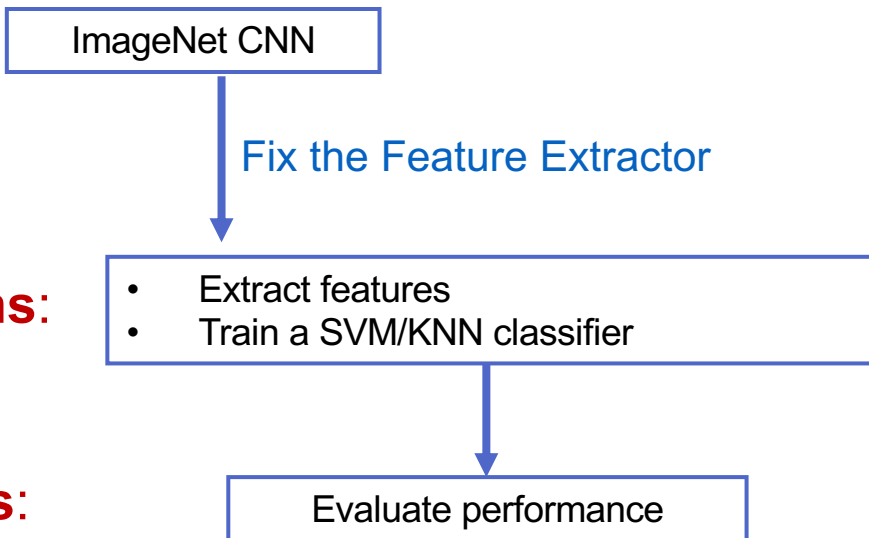 ImageNet CNN
Fix the Feature Extractor
ns:
• Extract features
• Train a SVM/KNN classifier
s:
Evaluate performance